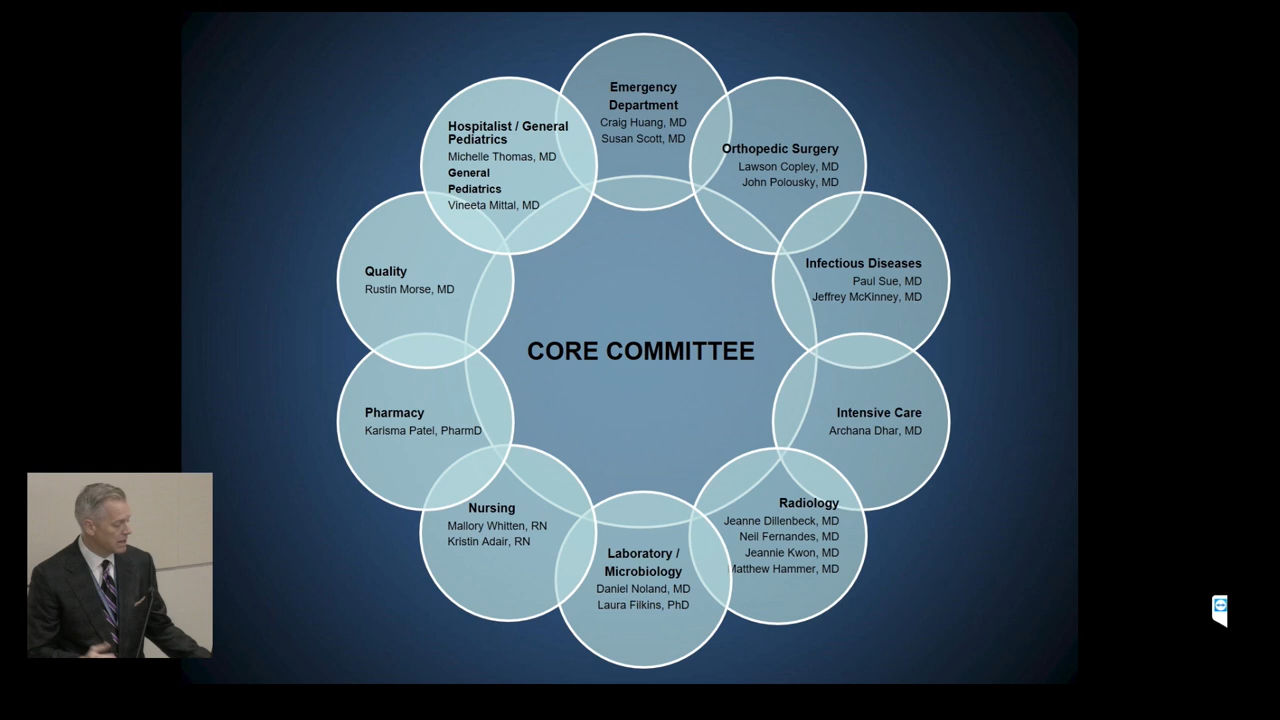 Emergency
Department
Craig Huang, MD
Susan Scott, MD
Hospitalist / General
Pediatrics
Michelle Thomas, MD
General
Pediatrics
Vineeta Mittal, MD
Orthopedic Surgery
Lawson Copley, MD
John Polousky, MD
Quality
Rustin Morse, MD
Infectious Diseases
Paul Sue, MD
Jeffrey McKinney, MD
CORE COMMITTEE
Pharmacy
Karisma Patel, PharmD
Intensive Care
Archana Dhar, MD
Nursing
Mallory Whitten, RN
Kristin Adair, RN
Radiology
Jeanne Dillenbeck, MD
Neil Fernandes, MD
Jeannie Kwon, MD
Matthew Hammer, MD
Laboratory /
Microbiology
Daniel Noland, MD
Laura Filkins, PhD